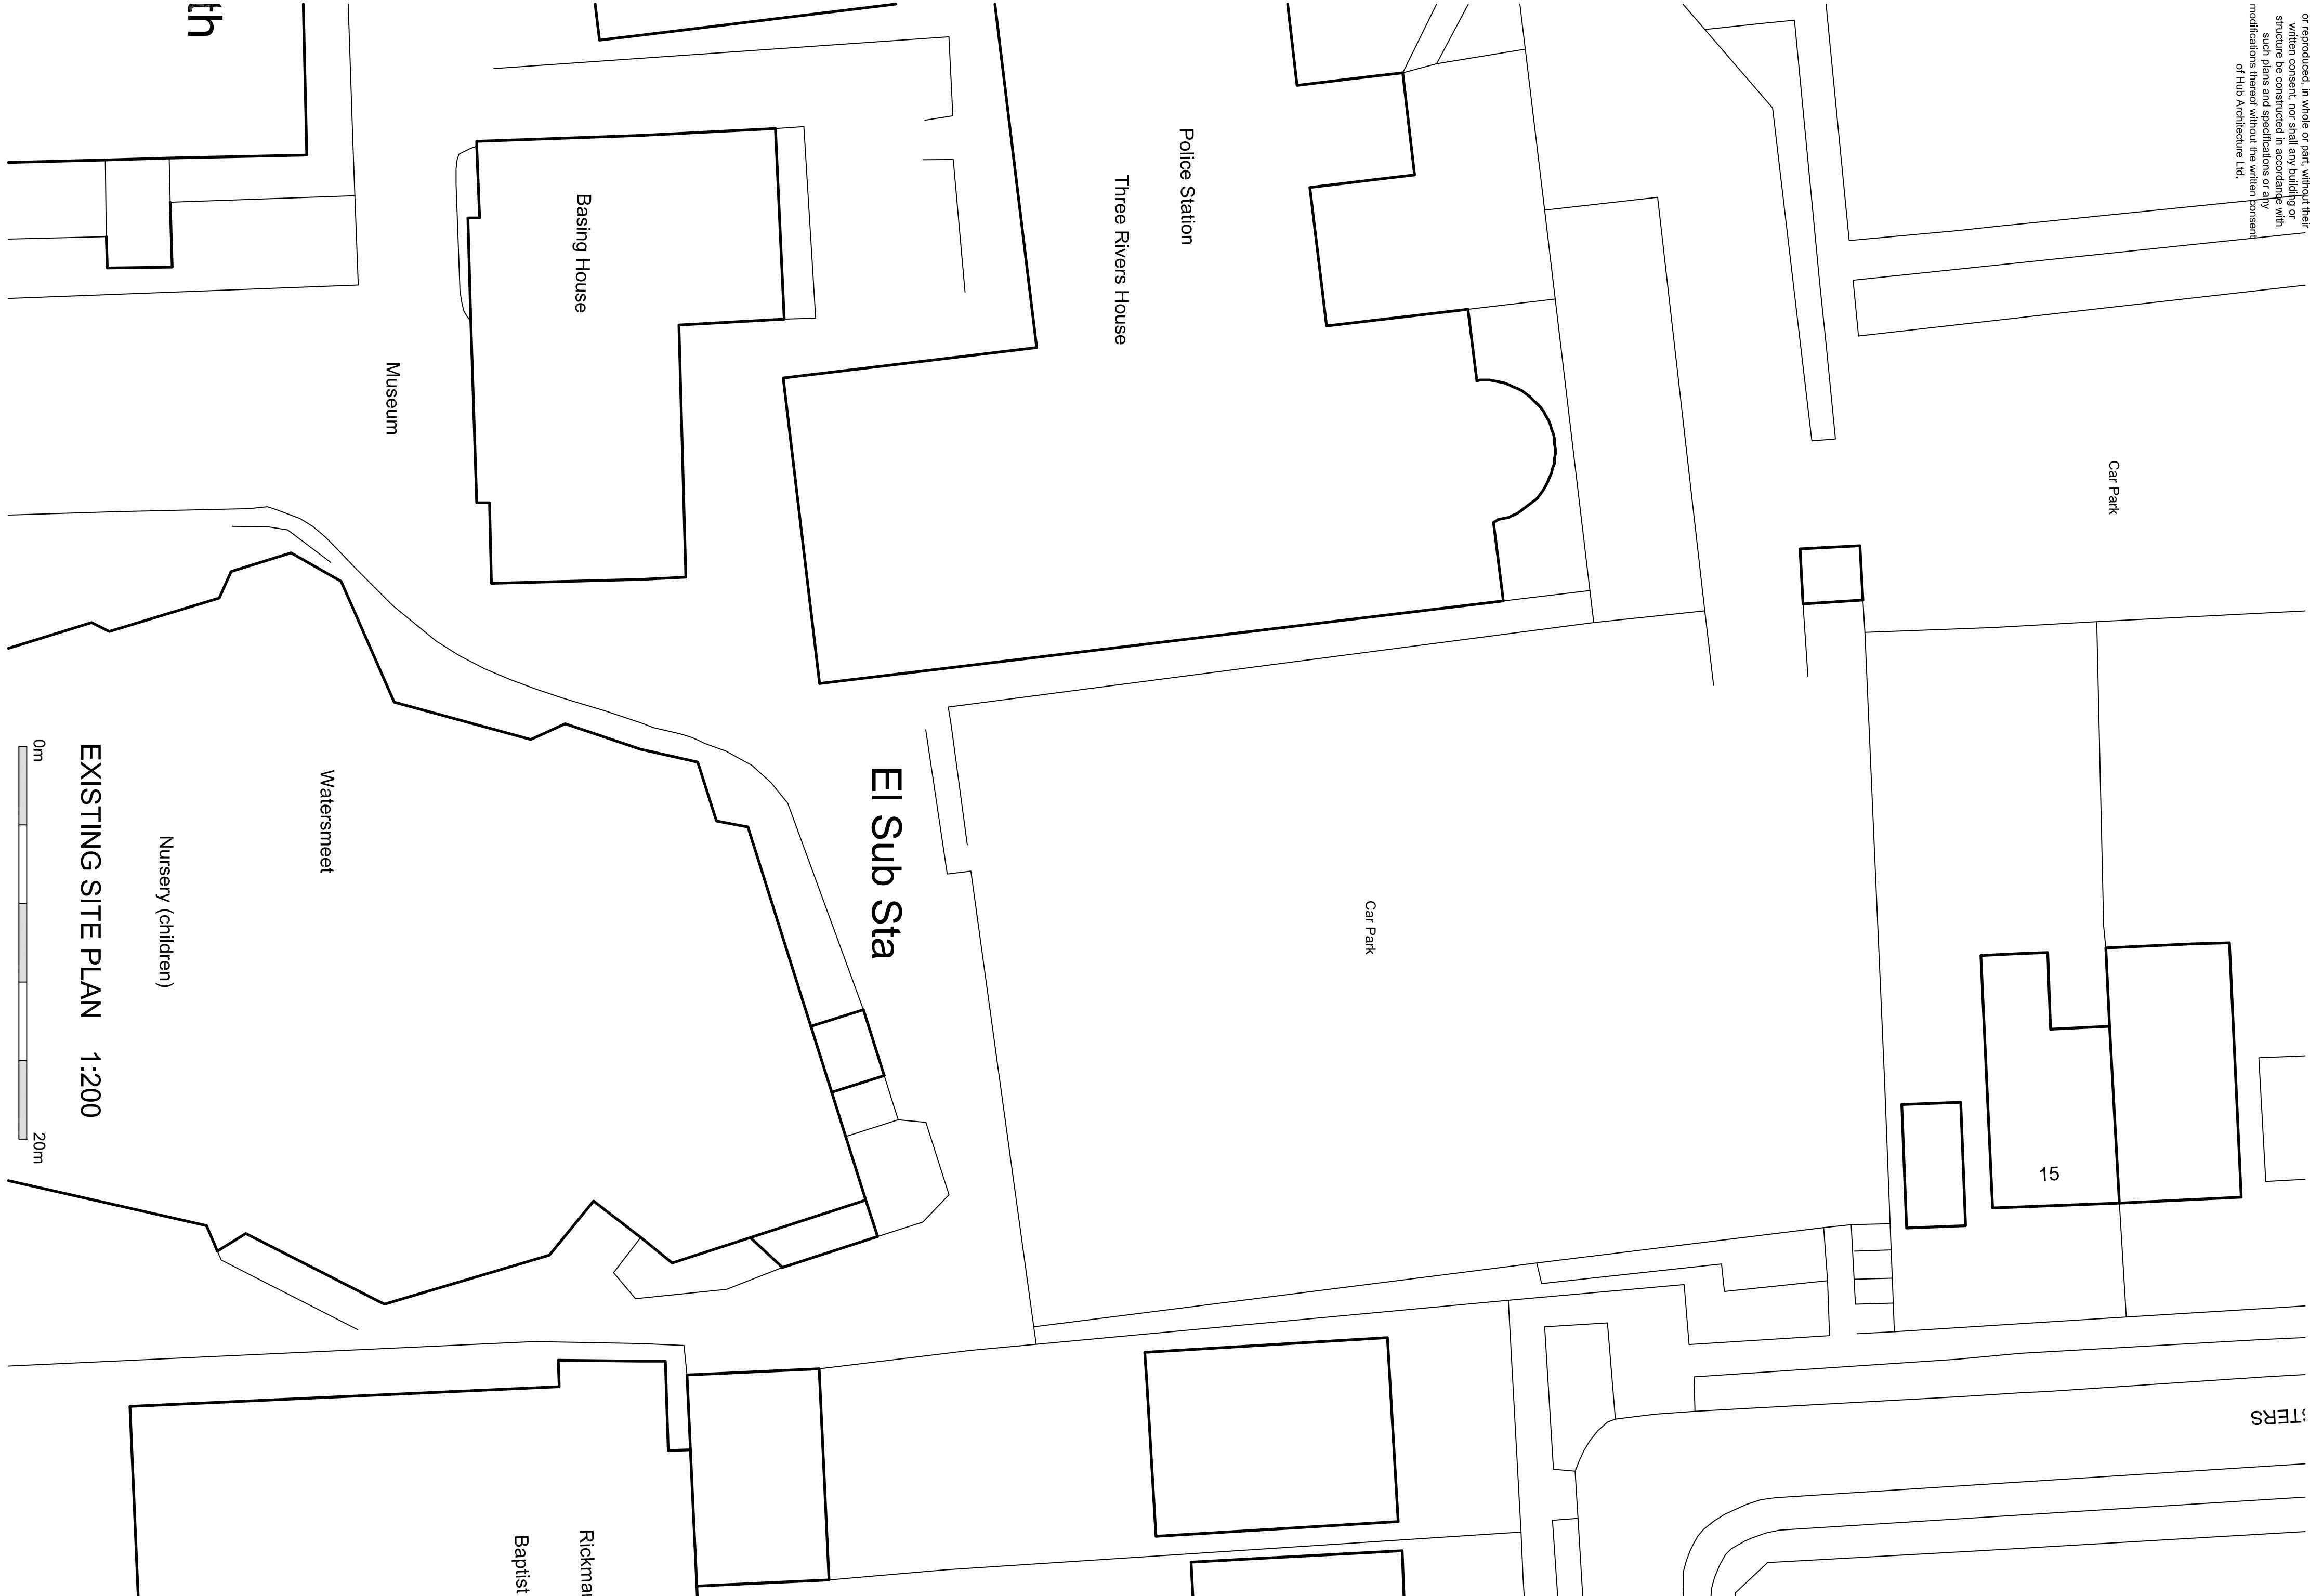 or reproduced, in whole or part, without their
written consent, nor shall any building or
structure be constructed in accordance with
such plans and specifications or any
modifications thereof without the written consent
of Hub Architecture Ltd.
Car Park
Police Station
Three Rivers House
Basing House
Museum
Car Park
El Sub Sta
Watersmeet
Nursery (children)
15
EXISTING SITE PLAN 1:200
0m
20m
Baptist